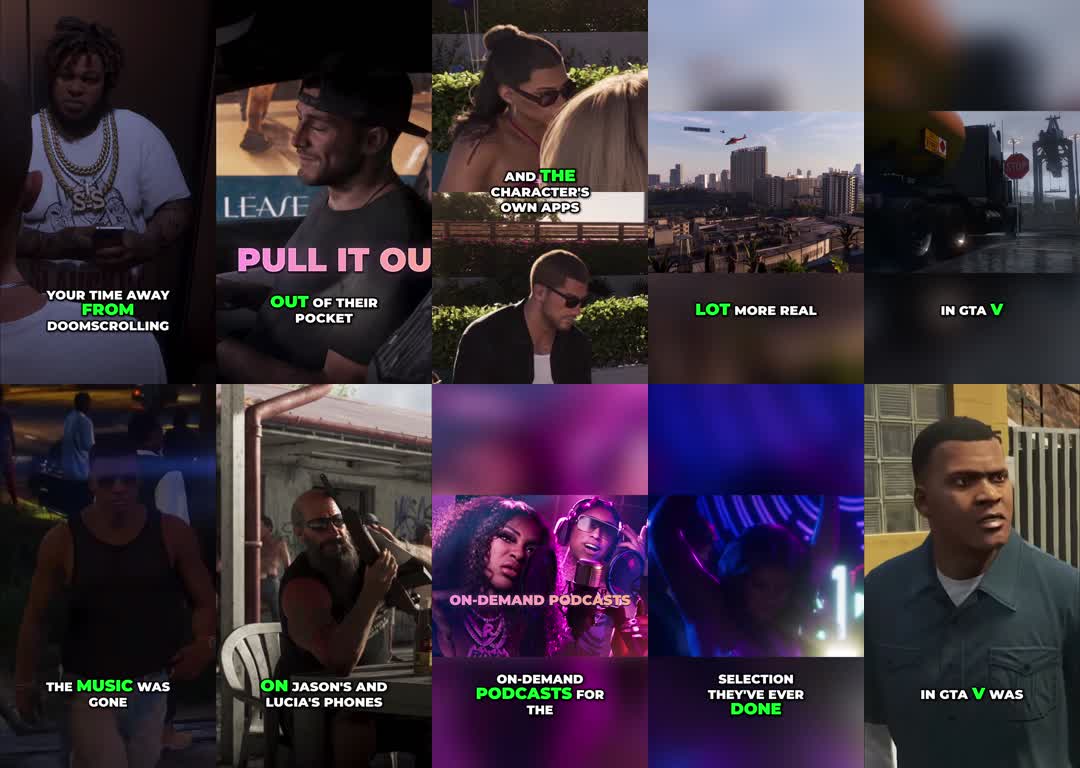 YOUR TIME AWAY
FROM
DOOMSCROLLING
LEASE
PULL IT OU
OUT OF THEIR
POCKET
AND THE
CHARACTER'S
OWN APPS
LOT MORE REAL
STOP
IN GTA V
THE MUSIC WAS
GONE
ON JASON'S AND
LUCIA'S PHONES
ON-DEMAND PODCASTS
ON-DEMAND
PODCASTS FOR
THE
SELECTION
THEY'VE EVER
DONE
IN GTA V WAS